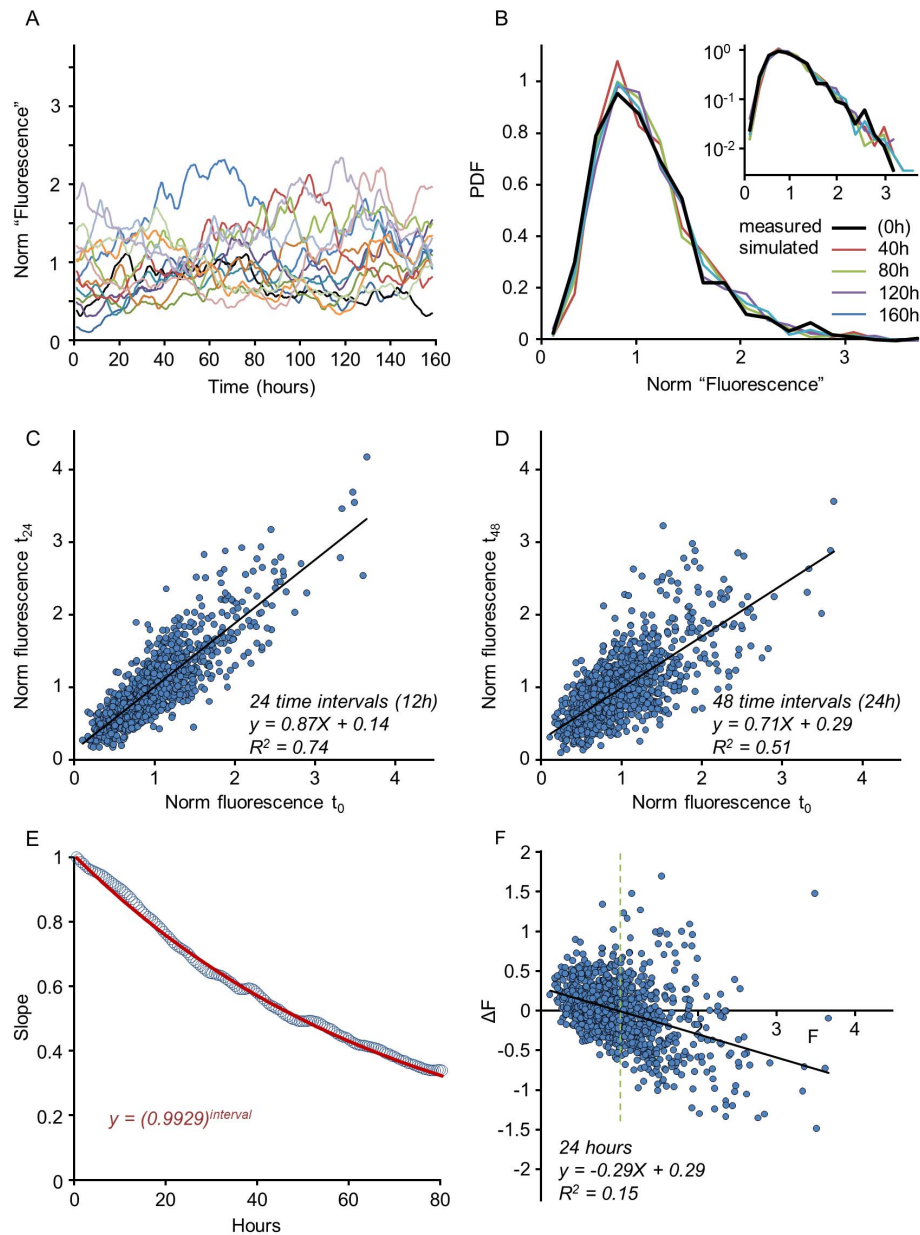 A
Norm “Fluorescence”
3
2
1
0
0 20 40 60 80 100 120 140 160
Time (hours)
B
PDF
1
0.8
0.6
0.4
0.2
0
0 1 2 3
Norm “Fluorescence”
10⁰
10⁻¹
10⁻²
0 1 2 3
measured (0h)
simulated 40h
80h
120h
160h
C
Norm fluorescence t₂₄
4
3
2
1
0
0 1 2 3 4
Norm fluorescence t₀
24 time intervals (12h)
y = 0.87X + 0.14
R² = 0.74
D
Norm fluorescence t₄₈
4
3
2
1
0
0 1 2 3 4
Norm fluorescence t₀
48 time intervals (24h)
y = 0.71X + 0.29
R² = 0.51
E
Slope
1
0.8
0.6
0.4
0.2
0
0 20 40 60 80
Hours
y = (0.9929)ⁱⁿᵗᵉʳᵛᵃˡ
F
ΔF
2
1.5
1
0.5
0
-0.5
-1
-1.5
-2
3 4
F
24 hours
y = -0.29X + 0.29
R² = 0.15